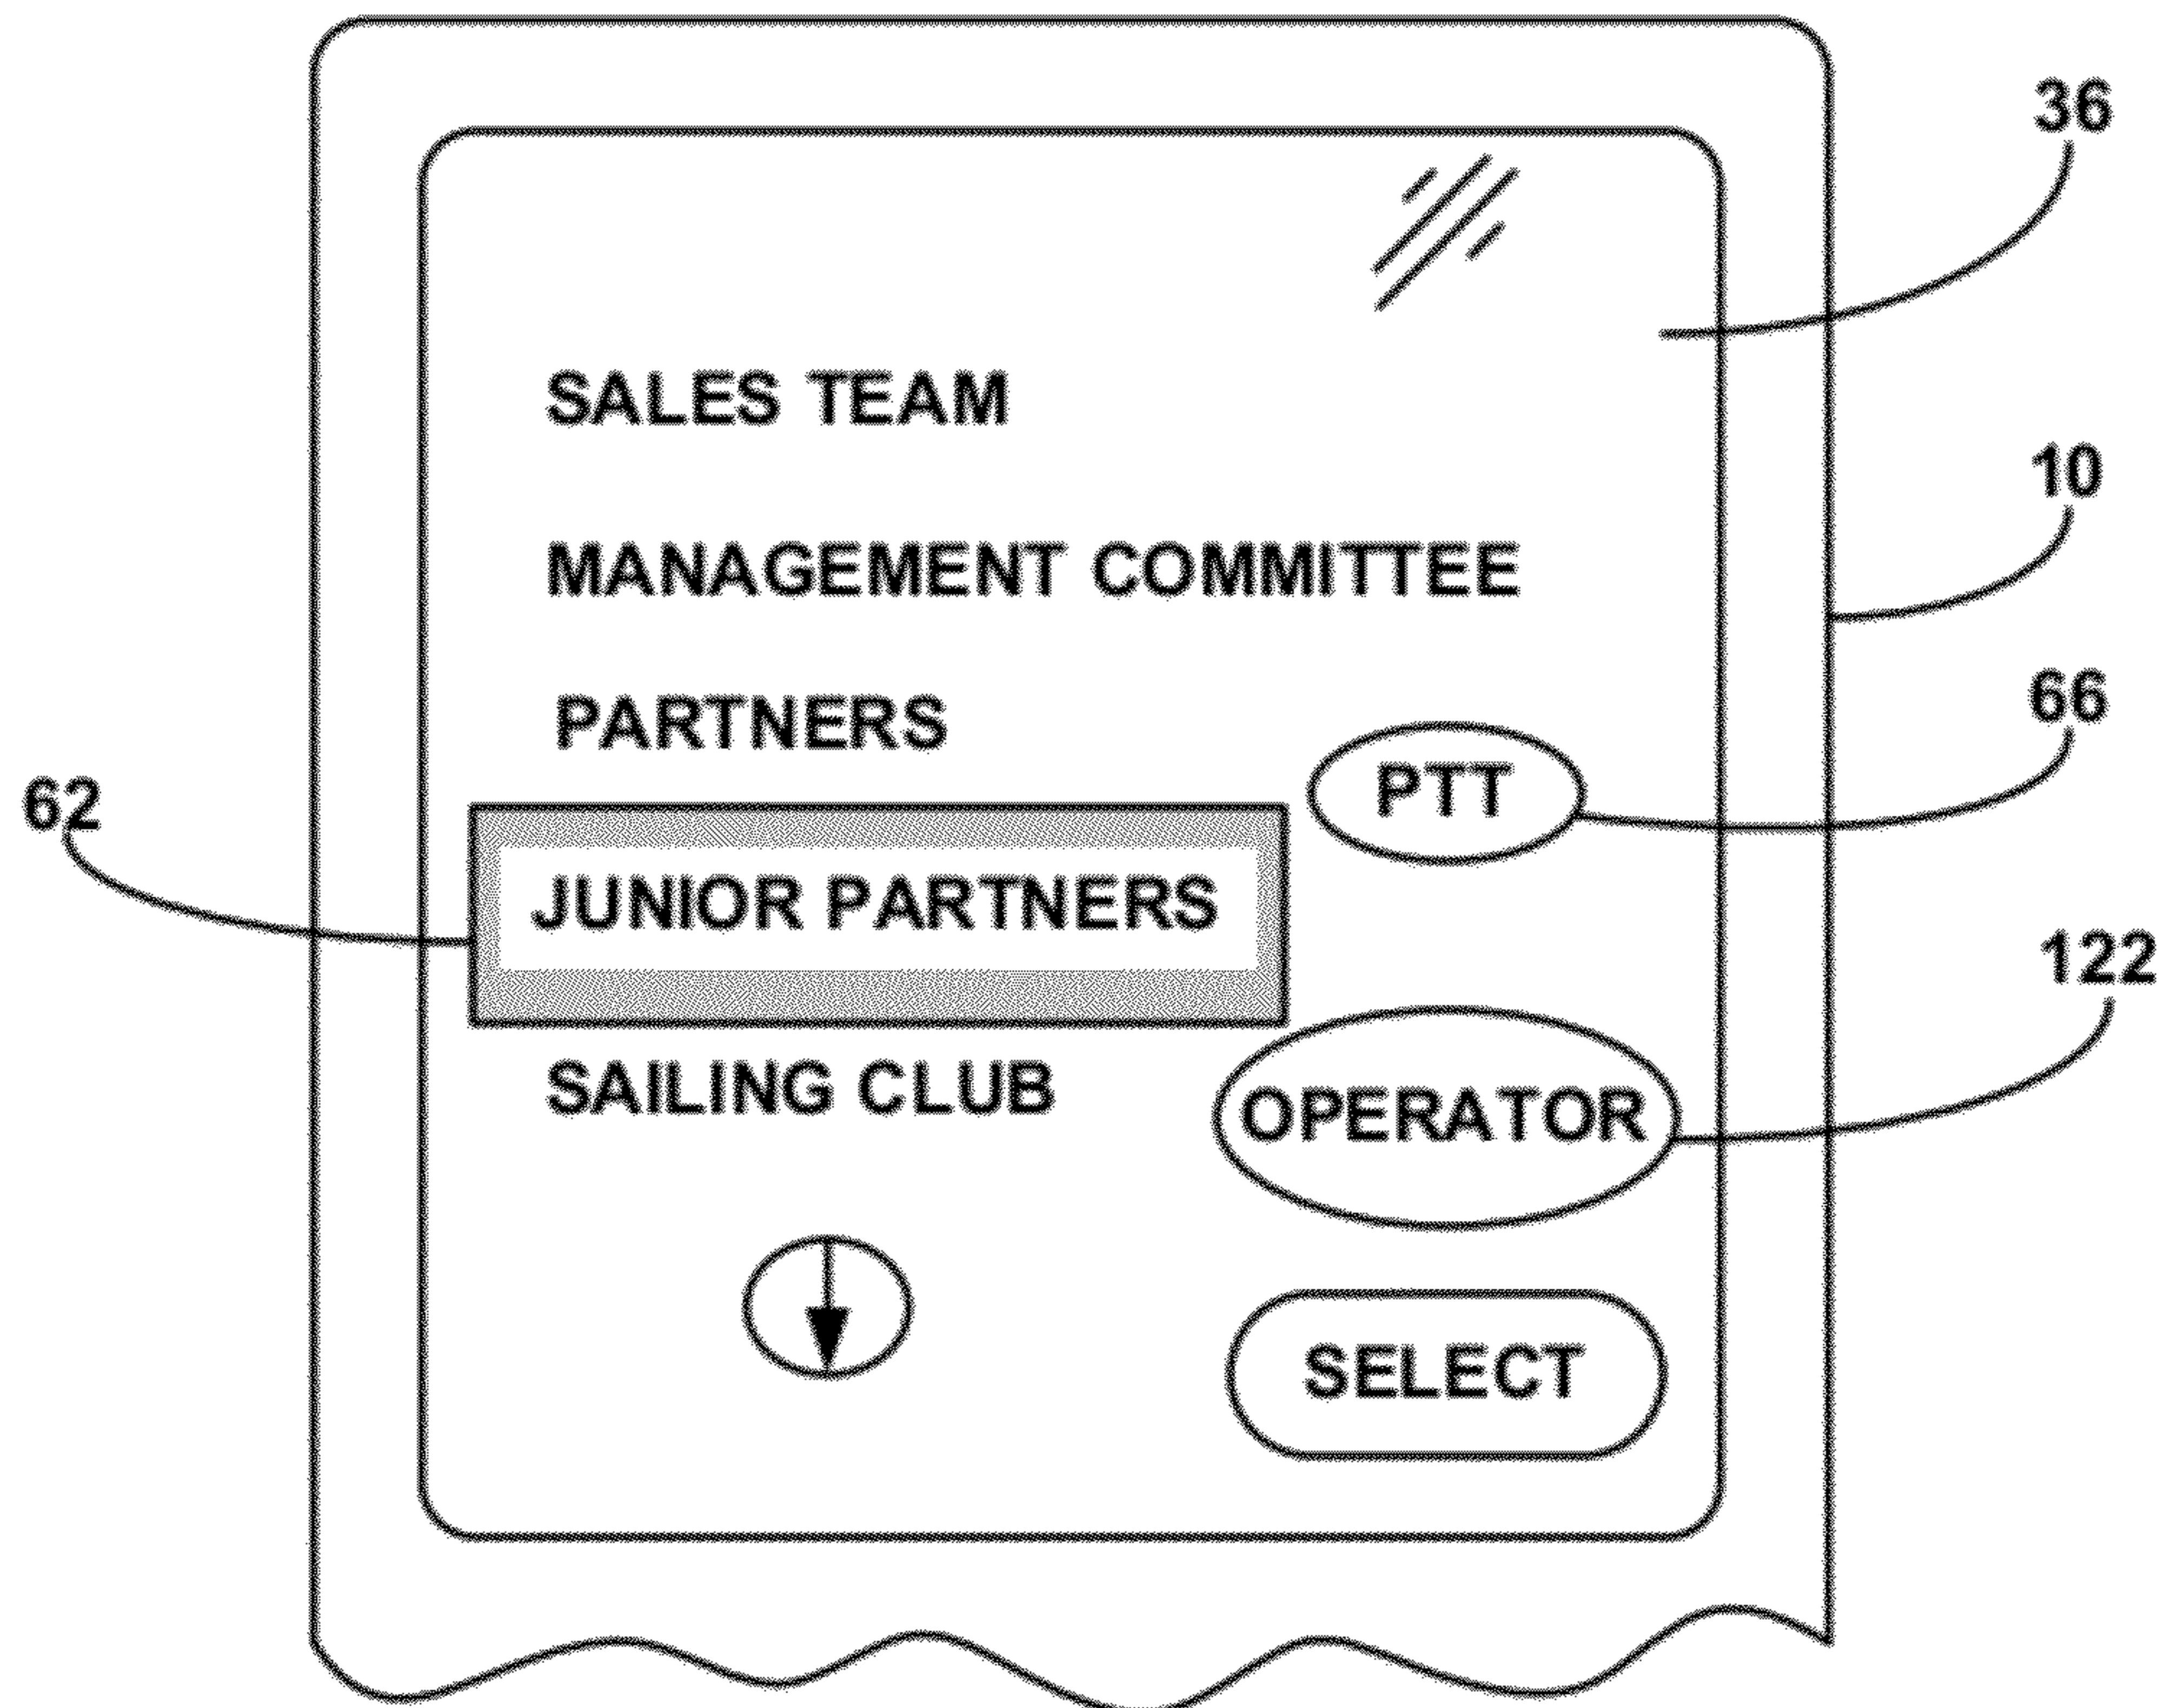 36
SALES TEAM
10
MANAGEMENT COMMITTEE
66
PARTNERS
PTT
62
JUNIOR PARTNERS
122
SAILING CLUB
OPERATOR
SELECT